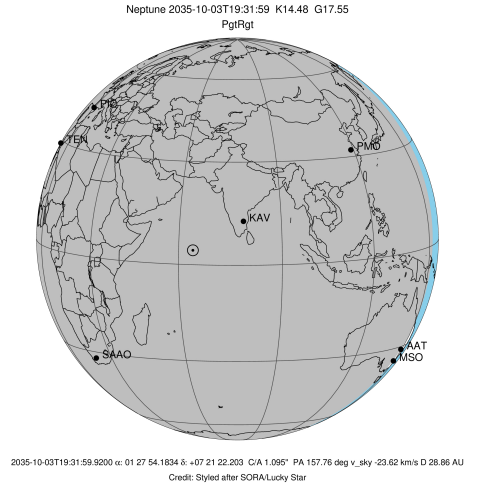 Neptune 2035-10-03T19:31:59 K14.48 G17.55
PgtRgt
PIC
TEN
PMO
KAV
AAT
MSO
SAAO
2035-10-03T19:31:59.9200 α: 01 27 54.1834 δ: +07 21 22.203 C/A 1.095" PA 157.76 deg v_sky -23.62 km/s D 28.86 AU
Credit: Styled after SORA/Lucky Star